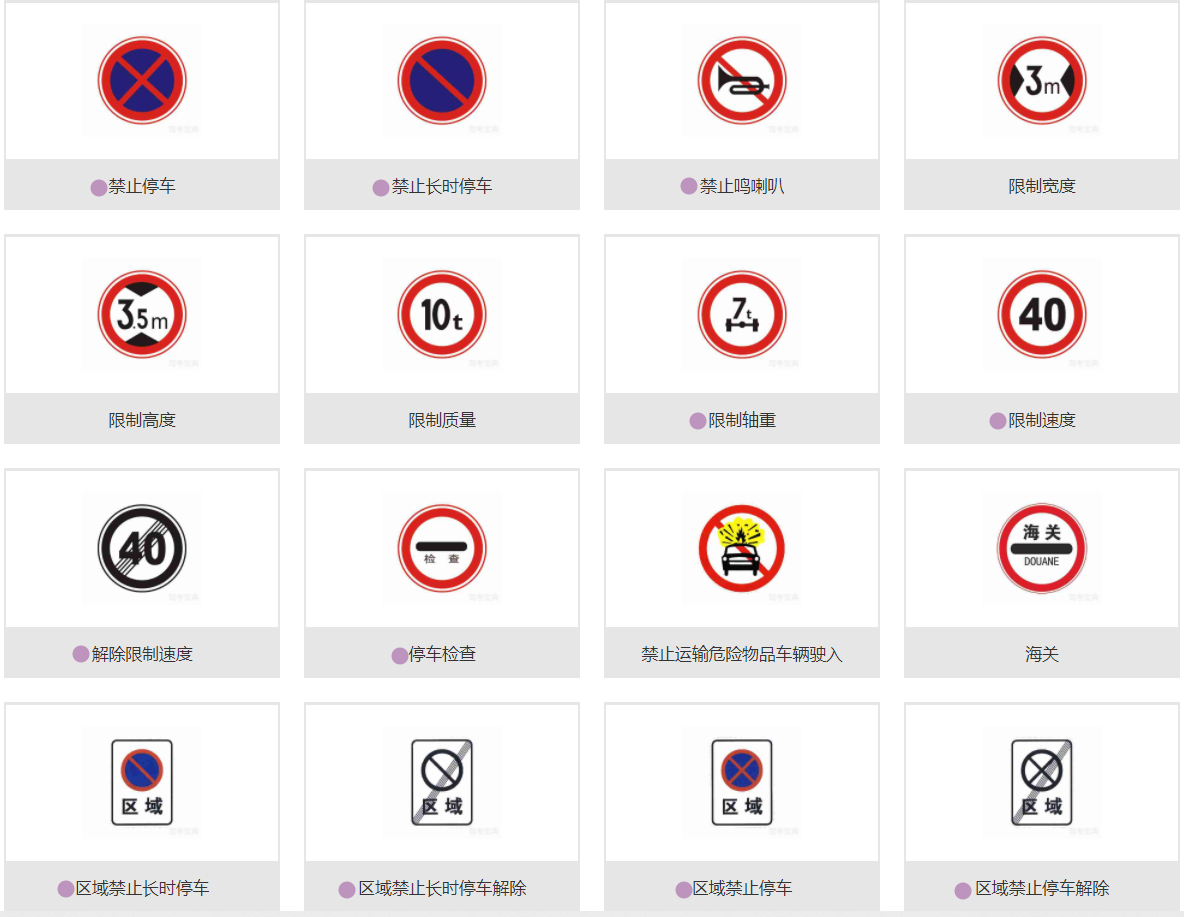 3m
禁止停车
禁止长时停车
禁止鸣喇叭
限制宽度
3.5m
10t
7t
40
限制高度
限制质量
限制轴重
限制速度
40
检 查
海关
DOUANE
解除限制速度
停车检查
禁止运输危险物品车辆驶入
海关
区域
区域
区域
区域
区域禁止长时停车
区域禁止长时停车解除
区域禁止停车
区域禁止停车解除